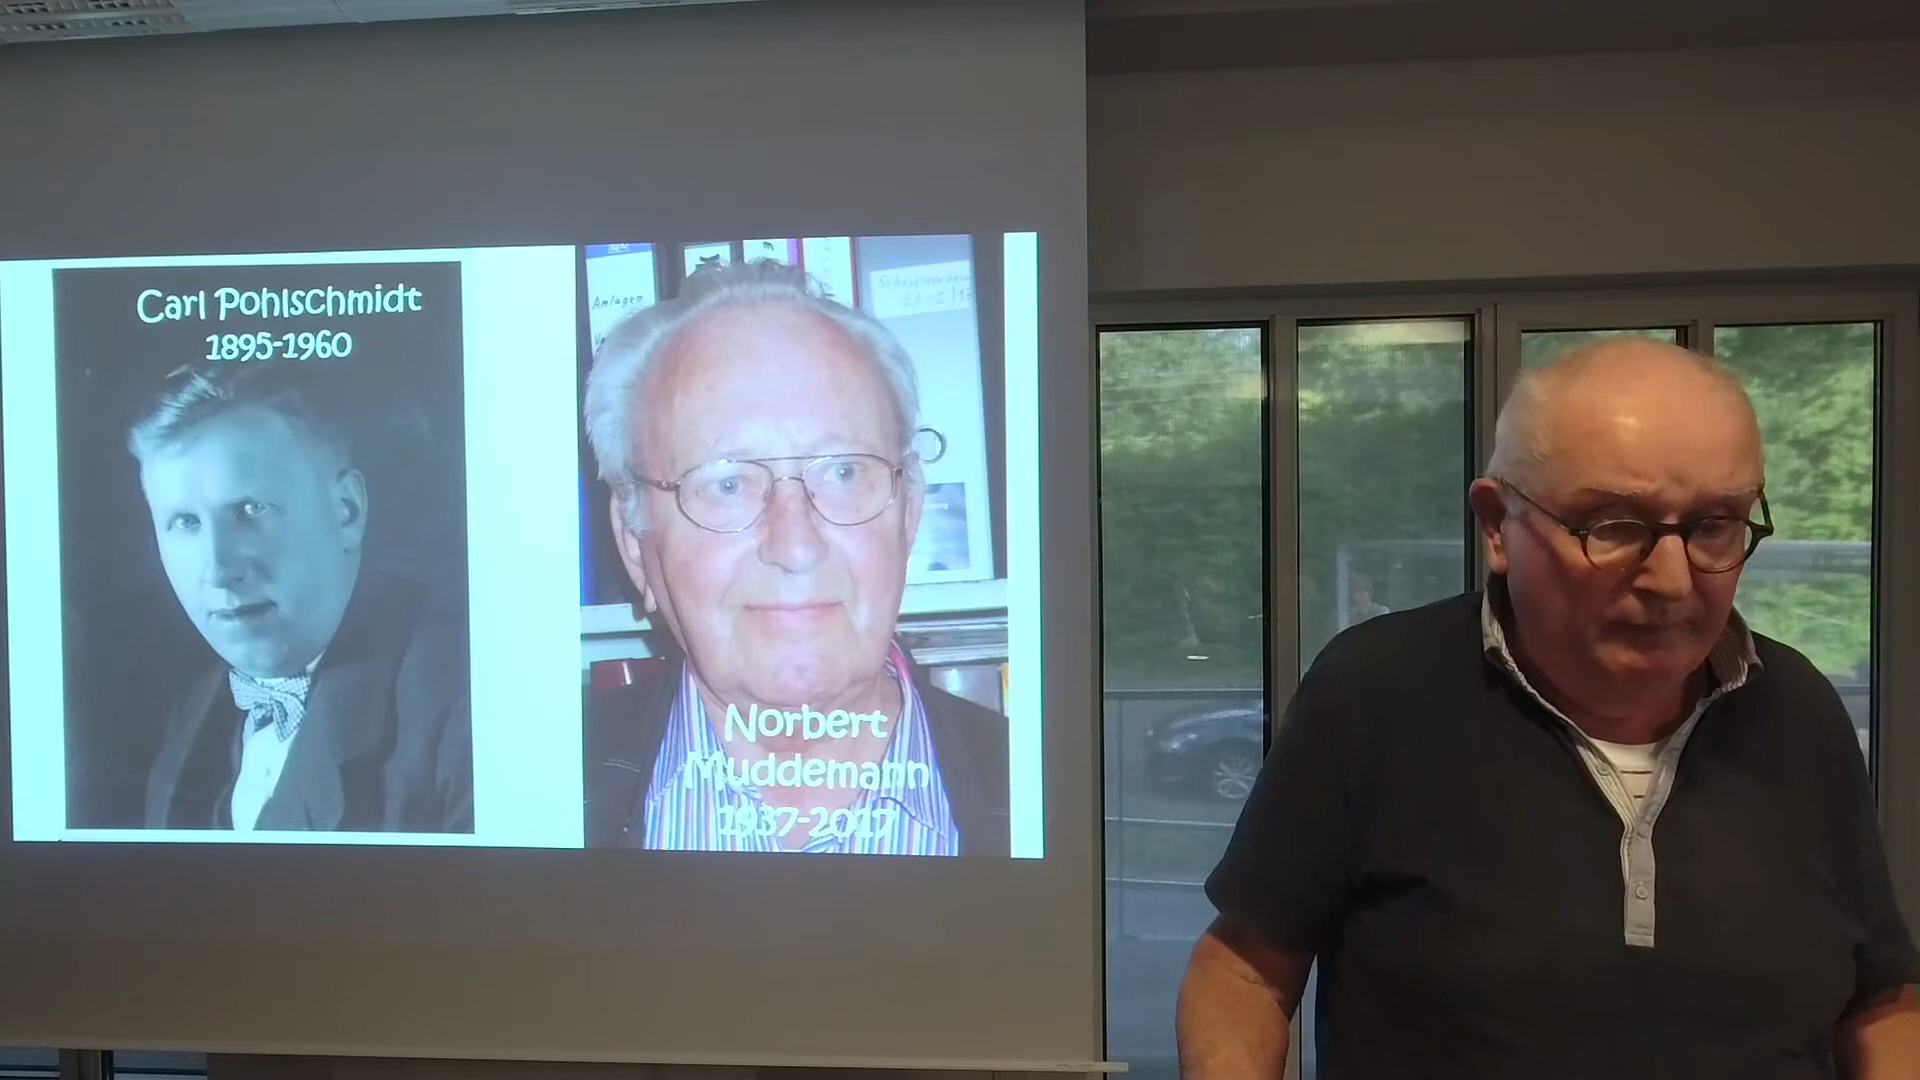 Carl Pohlschmidt
1895-1960
Anlagen
Norbert
Muddemann
1937-2017